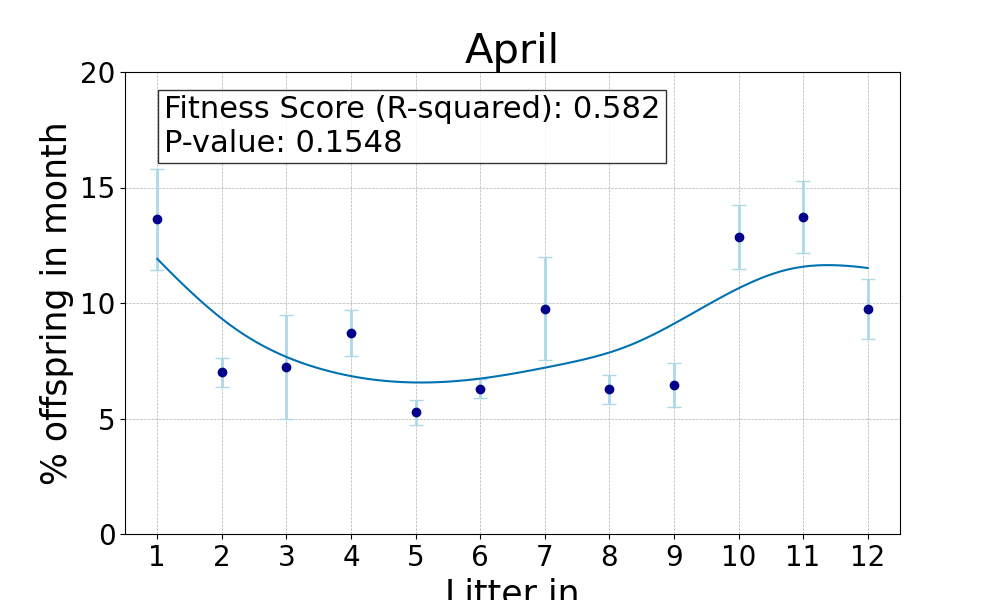 April
Fitness Score (R-squared): 0.582
P-value: 0.1548
% offspring in month
20
15
10
5
0
1 2 3 4 5 6 7 8 9 10 11 12
Litter in